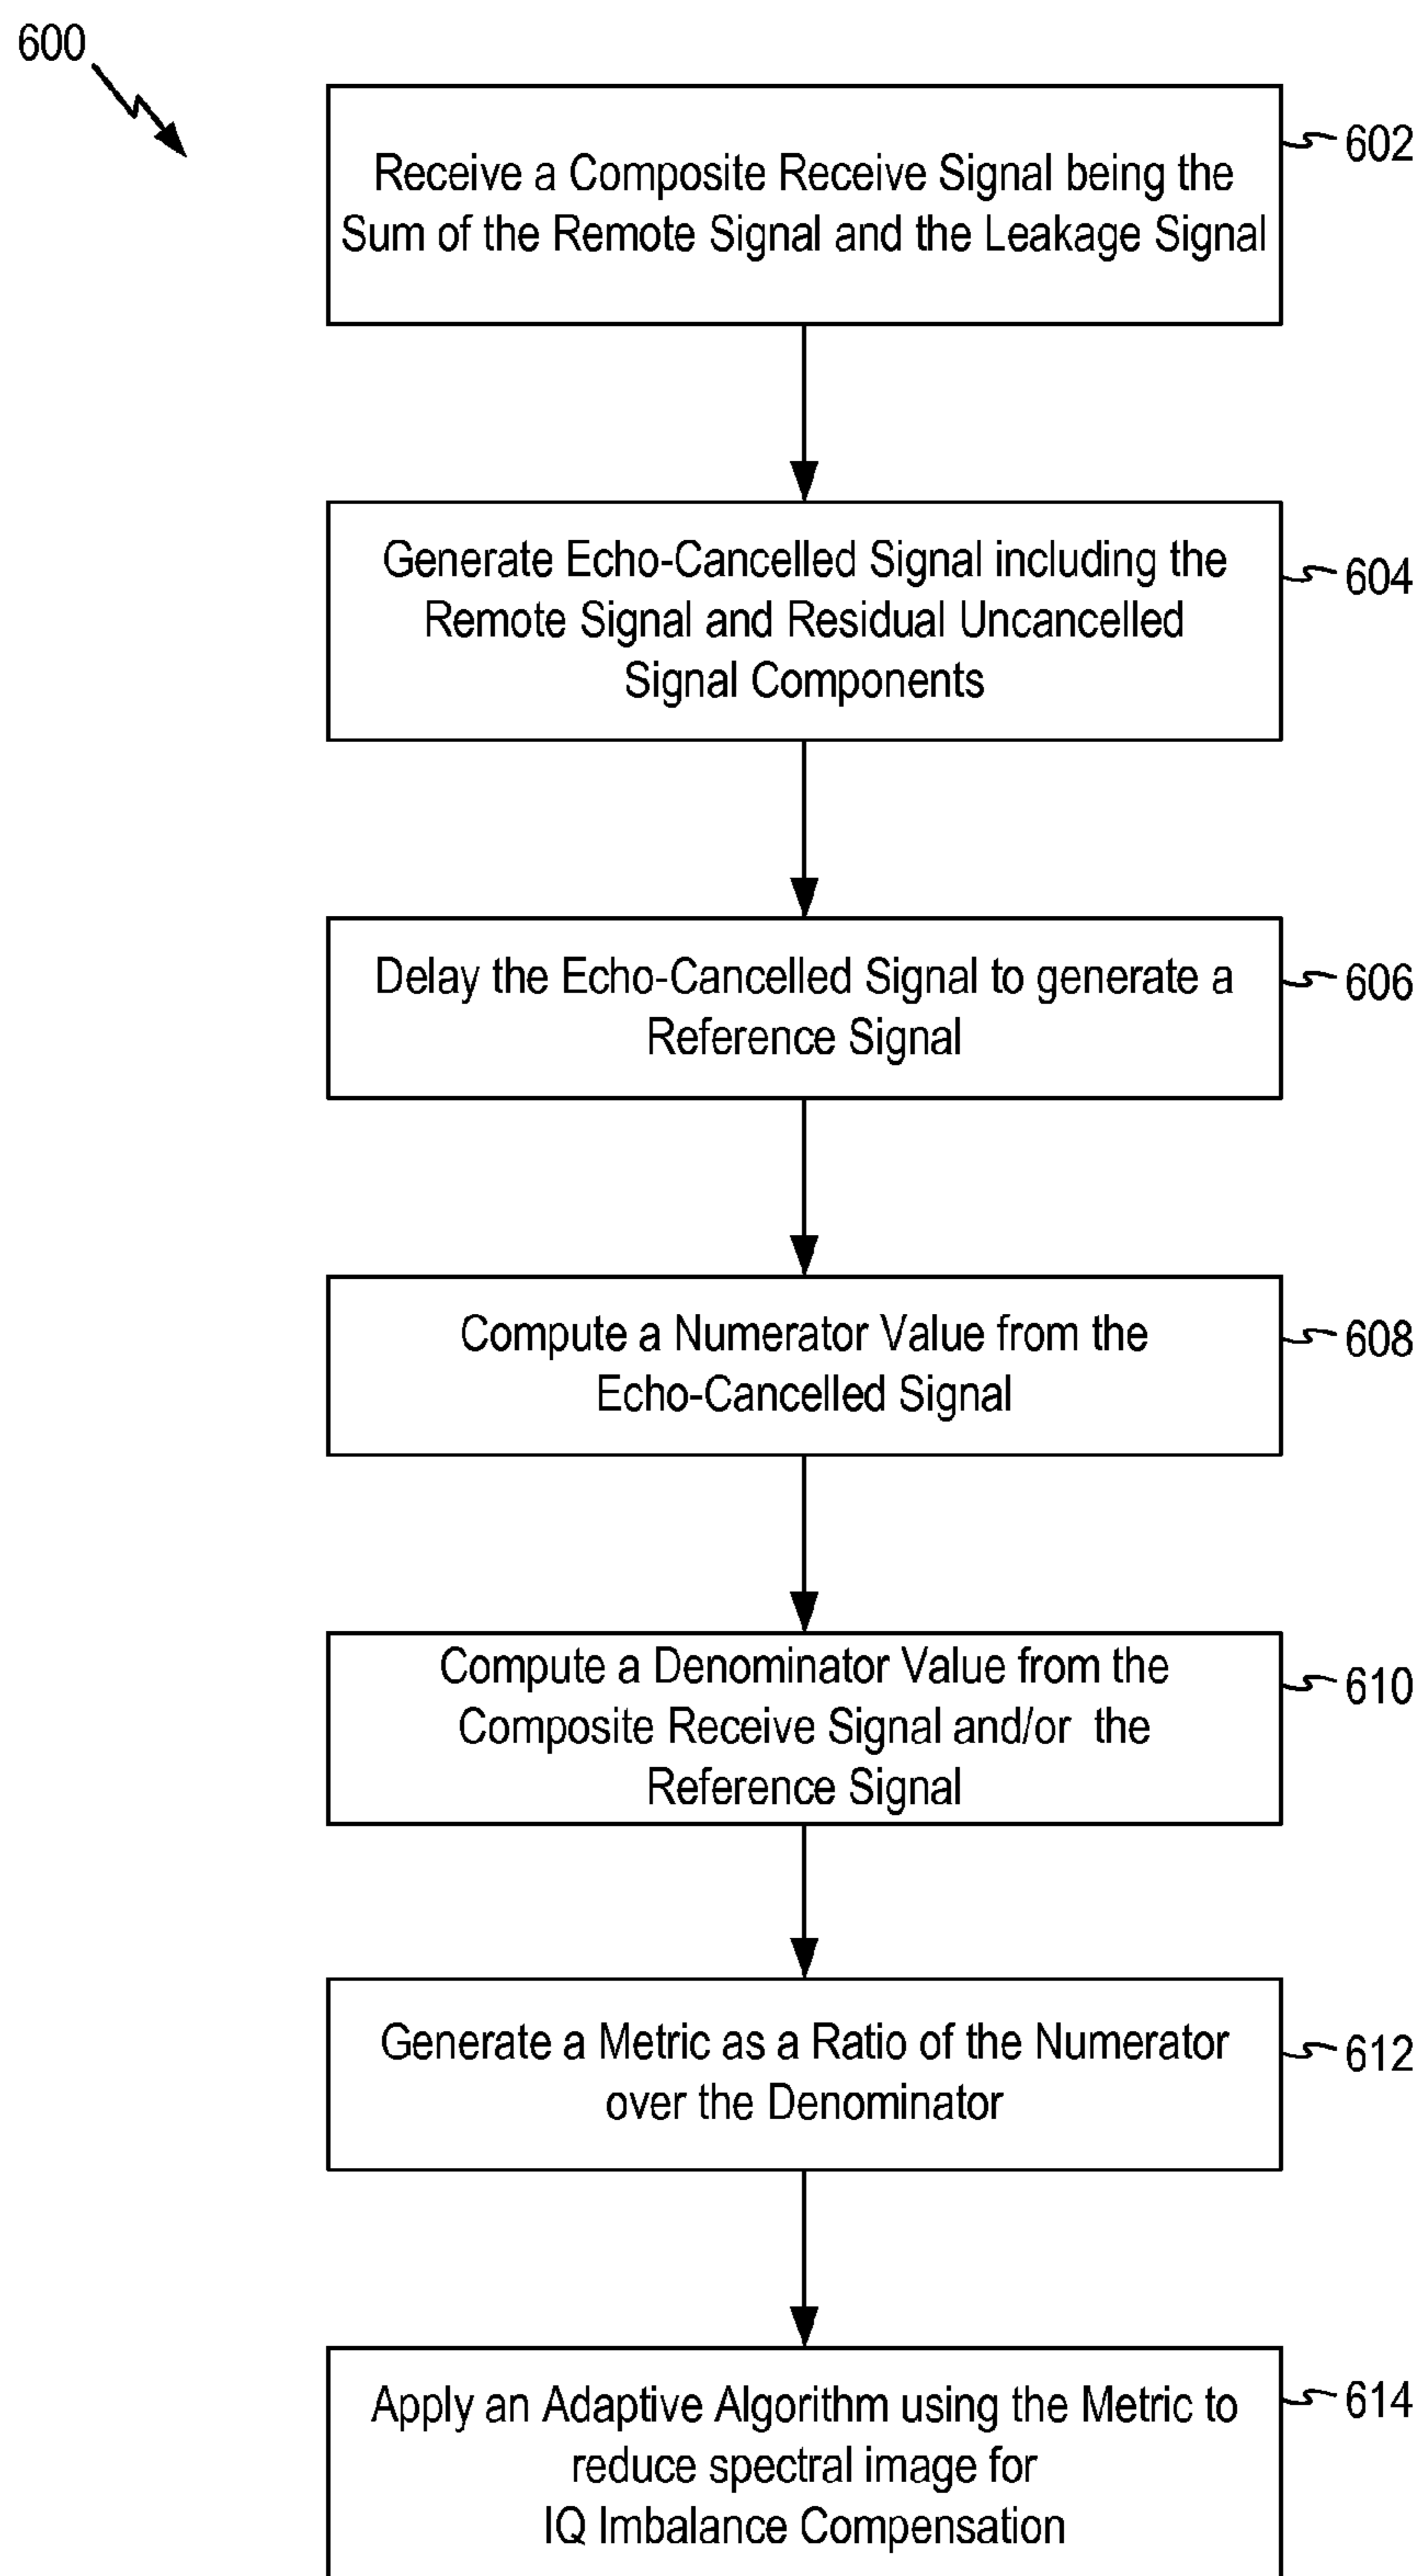 600
Receive a Composite Receive Signal being the
Sum of the Remote Signal and the Leakage Signal
602
Generate Echo-Cancelled Signal including the
Remote Signal and Residual Uncancelled
Signal Components
604
Delay the Echo-Cancelled Signal to generate a
Reference Signal
606
Compute a Numerator Value from the
Echo-Cancelled Signal
608
Compute a Denominator Value from the
Composite Receive Signal and/or the
Reference Signal
610
Generate a Metric as a Ratio of the Numerator
over the Denominator
612
Apply an Adaptive Algorithm using the Metric to
reduce spectral image for
IQ Imbalance Compensation
614